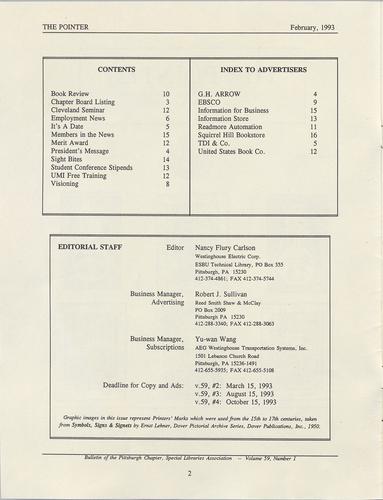 THE POINTER February, 1993
CONTENTS
Book Review 10
Chapter Board Listing 3
Cleveland Seminar 12
Employment News 6
It's A Date 5
Members in the News 15
Merit Award 12
President's Message 4
Sight Bites 14
Student Conference Stipends 13
UMI Free Training 12
Visioning 8
INDEX TO ADVERTISERS
G.H. ARROW 4
EBSCO 9
Information for Business 15
Information Store 13
Readmore Automation 11
Squirrel Hill Bookstore 16
TDI & Co. 5
United States Book Co. 12
EDITORIAL STAFF Editor Nancy Flury Carlson
Westinghouse Electric Corp.
ESBU Technical Library, PO Box 355
Pittsburgh, PA 15230
412-374-4861; FAX 412-374-5744
Business Manager, Robert J. Sullivan
Advertising Reed Smith Shaw & McClay
PO Box 2009
Pittsburgh PA 15230
412-288-3340; FAX 412-288-3063
Business Manager, Yu-wan Wang
Subscriptions AEG Westinghouse Transportation Systems, Inc.
1501 Lebanon Church Road
Pittsburgh, PA 15236-1491
412-655-5935; FAX 412-655-5108
Deadline for Copy and Ads: v.59, #2: March 15, 1993
v.59, #3: August 15, 1993
v.59, #4: October 15, 1993
Graphic images in this issue represent Printers' Marks which were used from the 15th to 17th centuries, taken
from Symbols, Signs & Signets by Ernst Lehner, Dover Pictorial Archive Series, Dover Publications, Inc., 1950.
Bulletin of the Pittsburgh Chapter, Special Libraries Association — Volume 59, Number 1
2